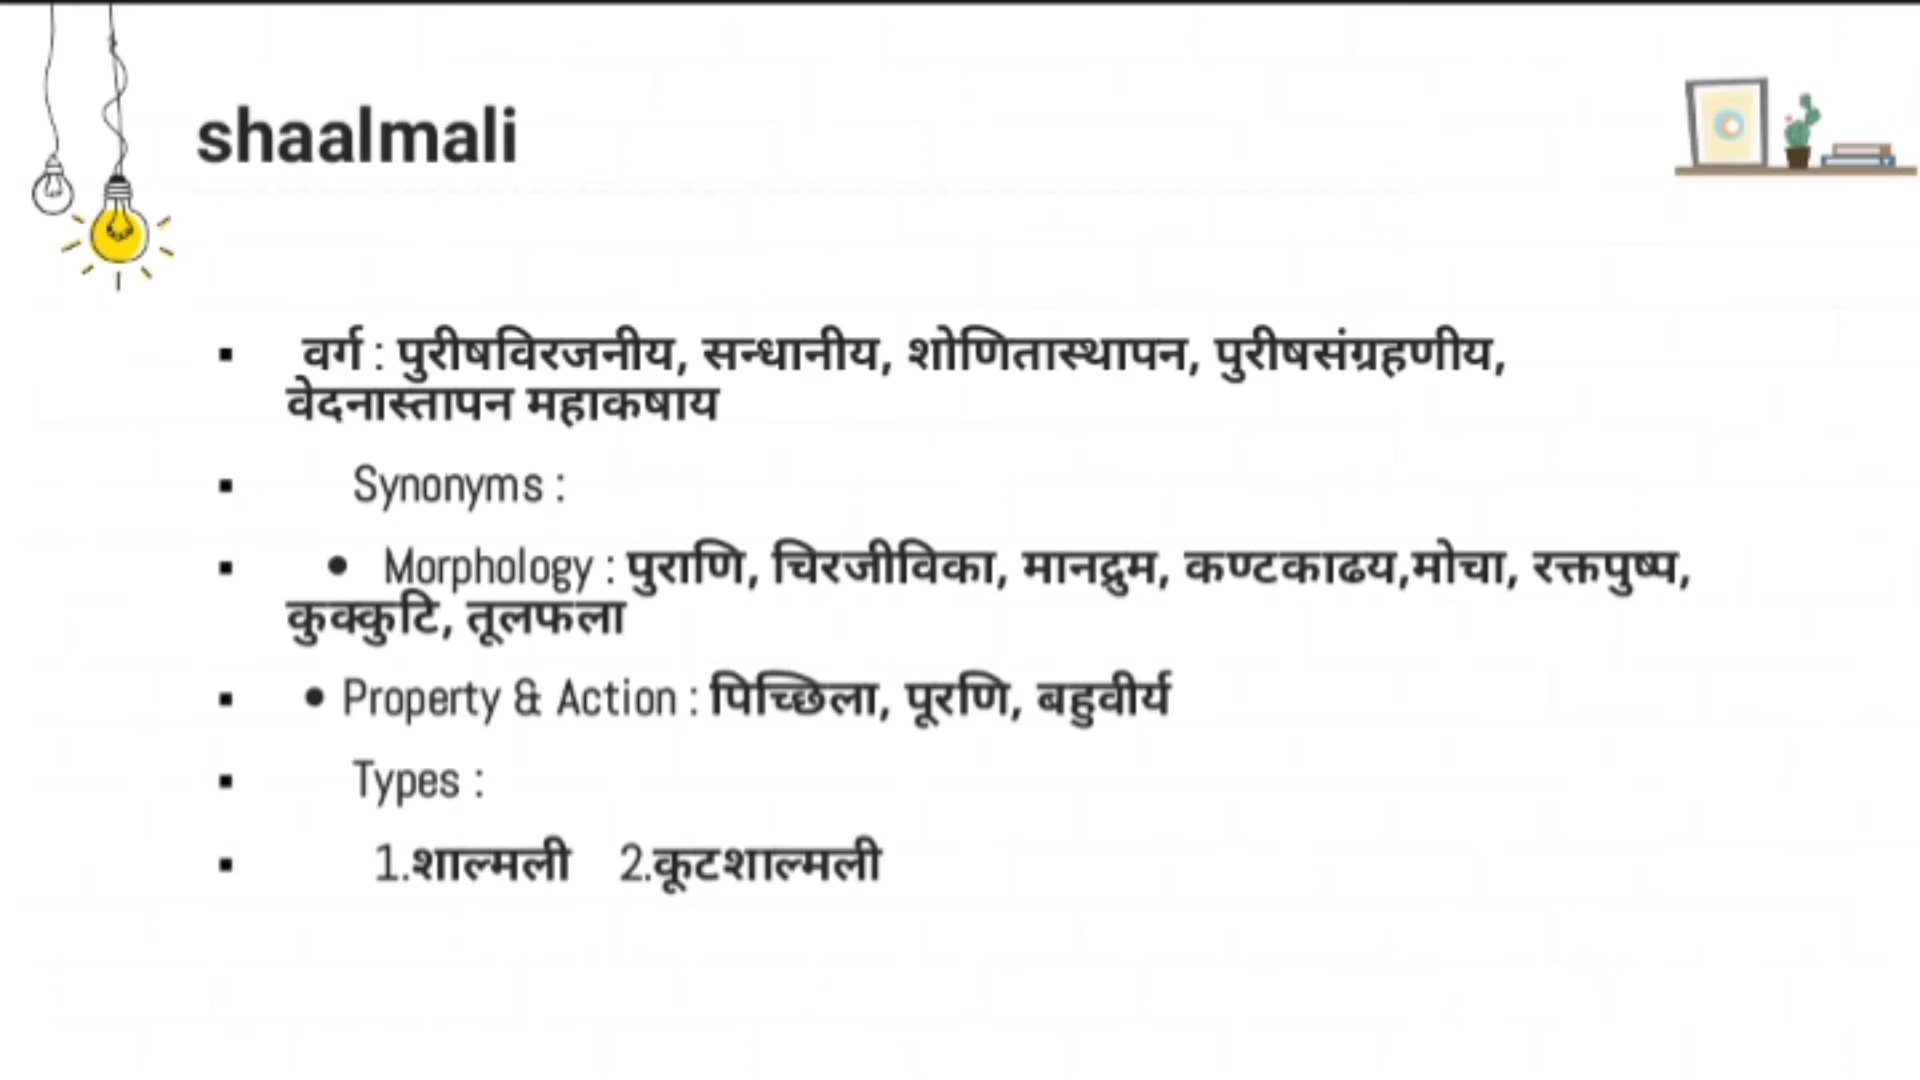 shaalmali
▪ वर्ग : पुरीषविरजनीय, सन्धानीय, शोणितास्थापन, पुरीषसंग्रहणीय,
वेदनास्तापन महाकषाय
▪ Synonyms :
▪ • Morphology : पुराणि, चिरजीविका, मानद्रुम, कण्टकाढय,मोचा, रक्तपुष्प,
कुक्कुटि, तूलफला
▪ • Property & Action : पिच्छिला, पूरणि, बहुवीर्य
▪ Types :
▪ 1.शाल्मली 2.कूटशाल्मली